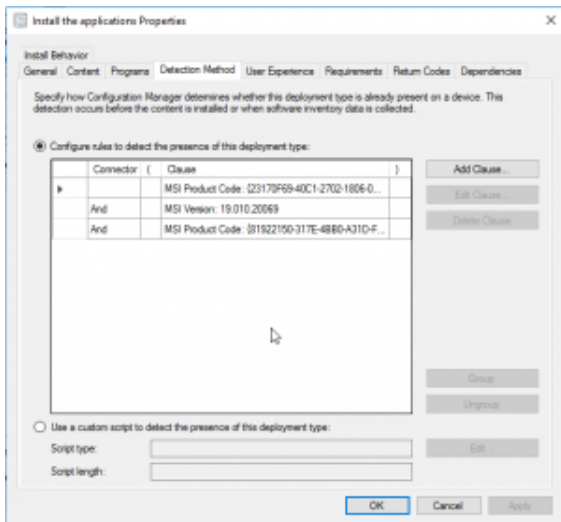 Install the applications Properties
Install Behavior
General Content Programs Detection Method User Experience Requirements Return Codes Dependencies
Specify how Configuration Manager determines whether this deployment type is already present on a device. This
detection occurs before the content is installed or when software inventory data is collected.
Configure rules to detect the presence of this deployment type:
Connector ( Clause ) Add Clause...
MSI Product Code: {23170F69-40C1-2702-1806-0... Edit Clause...
And MSI Version: 19.010.20069 Delete Clause
And MSI Product Code: {81922150-317E-4BB0-A31D-F...
Group
Ungroup
Use a custom script to detect the presence of this deployment type:
Script type: Edit...
Script length:
OK Cancel Apply